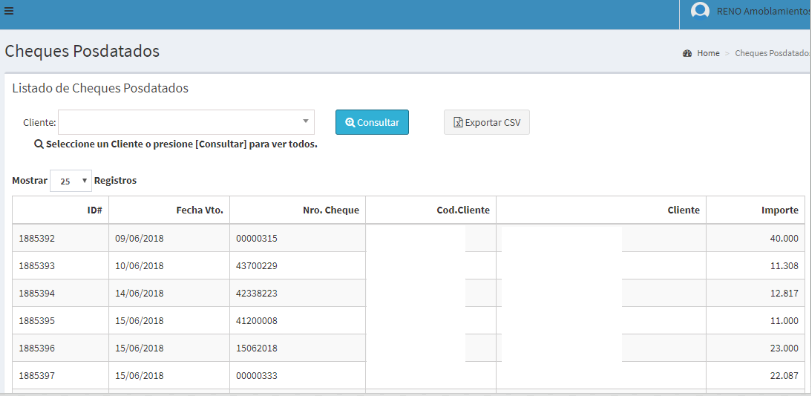 RENO Amoblamientos
Cheques Posdatados
Home > Cheques Posdatado
Listado de Cheques Posdatados
Cliente: Consultar Exportar CSV
Seleccione un Cliente o presione [Consultar] para ver todos.
Mostrar 25 Registros
ID# Fecha Vto. Nro. Cheque Cod.Cliente Cliente Importe
1885392 09/06/2018 00000315 40.000
1885393 10/06/2018 43700229 11.308
1885394 14/06/2018 42338223 12.817
1885395 15/06/2018 41200008 11.000
1885396 15/06/2018 15062018 23.000
1885397 15/06/2018 00000333 22.087